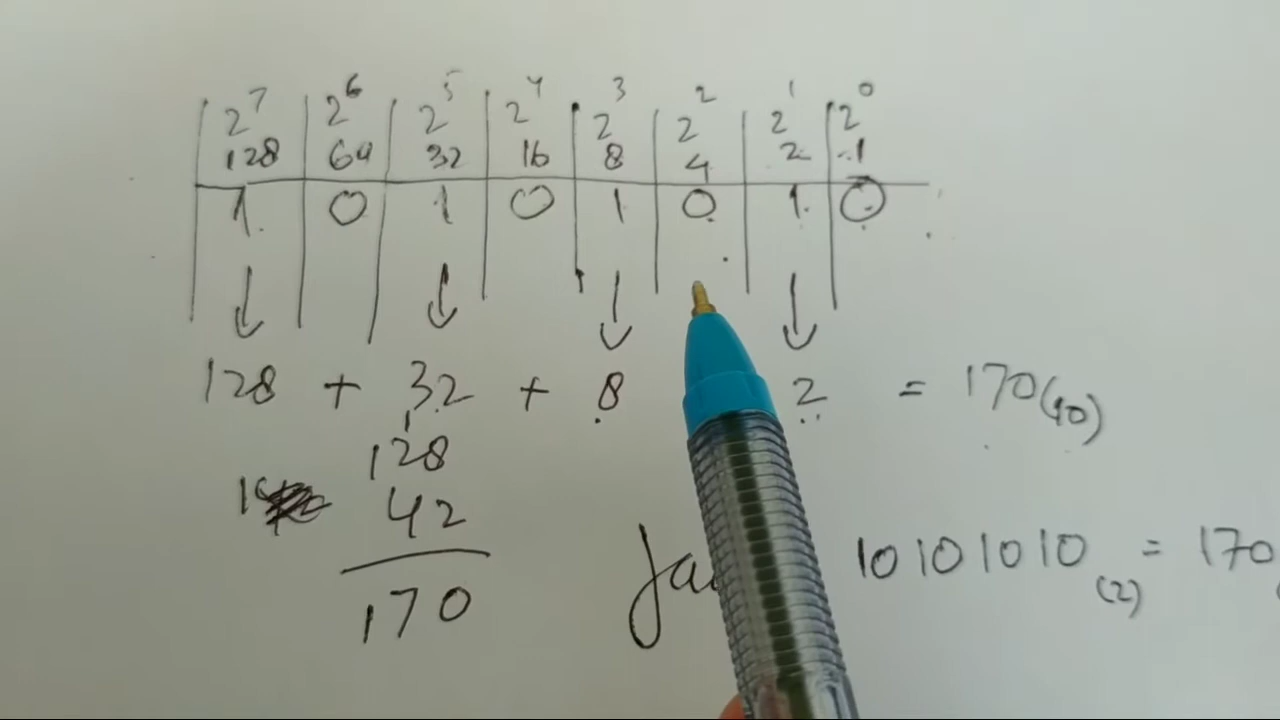 2^7 2^6 2^5 2^4 2^3 2^2 2^1 2^0
128 64 32 16 8 4 2 1
1 0 1 0 1 0 1 0
128 + 32 + 8 2 = 170(10)
128
42
170
10101010 (2) = 170